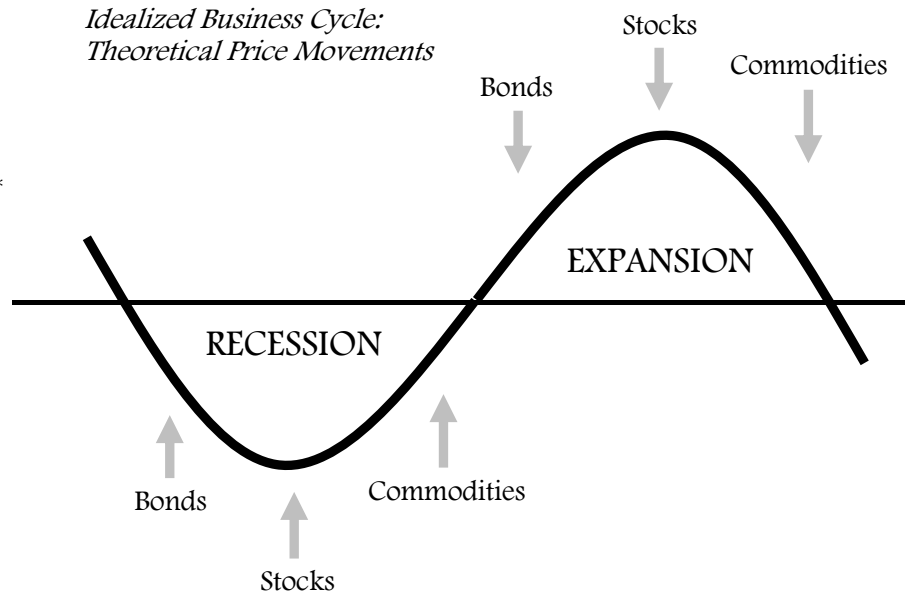 Idealized Business Cycle:
Theoretical Price Movements
Stocks
Commodities
Bonds
*
EXPANSION
RECESSION
Commodities
Bonds
Stocks